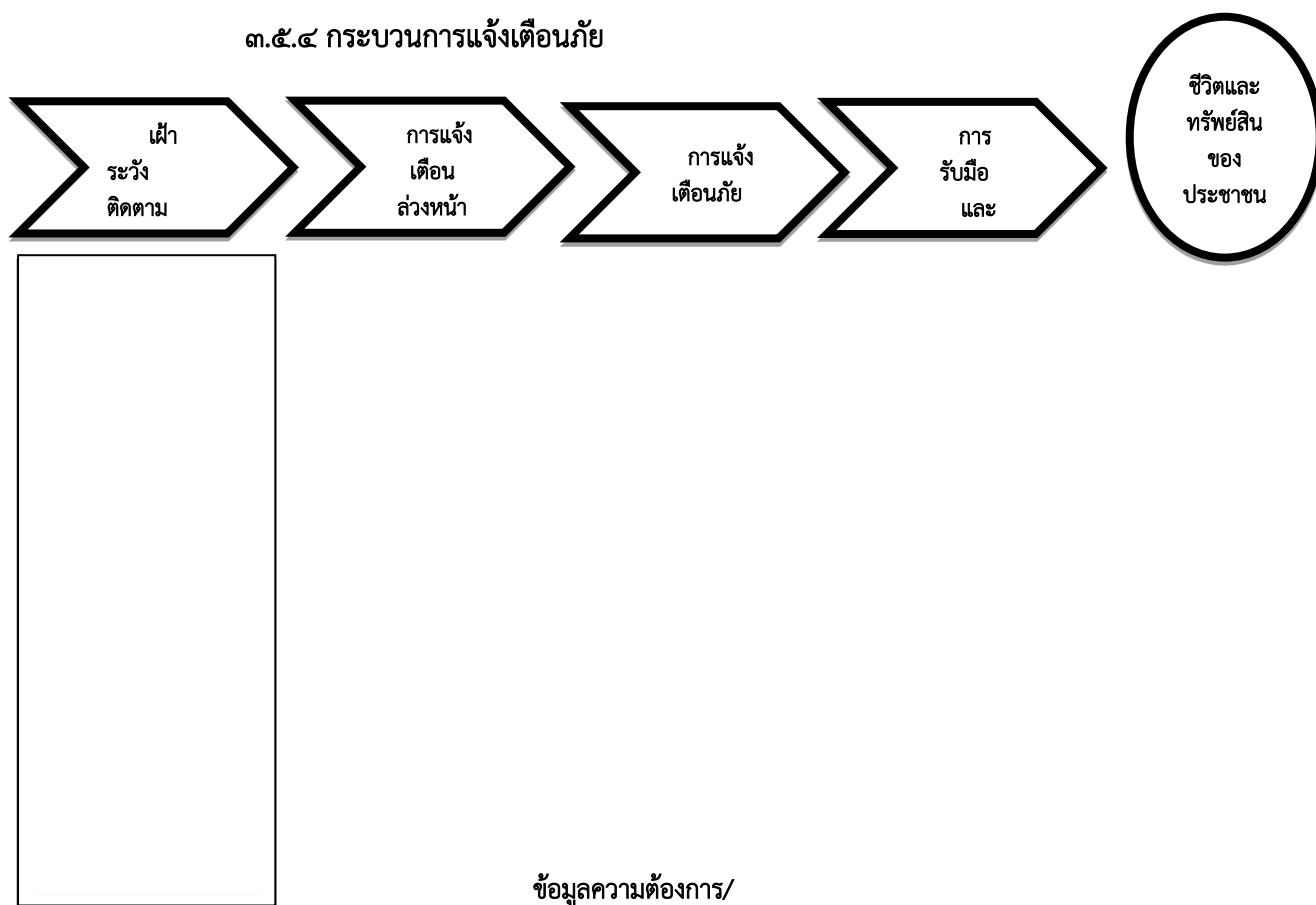 ๓.๕.๔ กระบวนการแจ้งเตือนภัย
เฝ้า
ระวัง
ติดตาม
การแจ้ง
เตือน
ล่วงหน้า
การแจ้ง
เตือนภัย
การ
รับมือ
และ
ชีวิตและ
ทรัพย์สิน
ของ
ประชาชน
ข้อมูลความต้องการ/